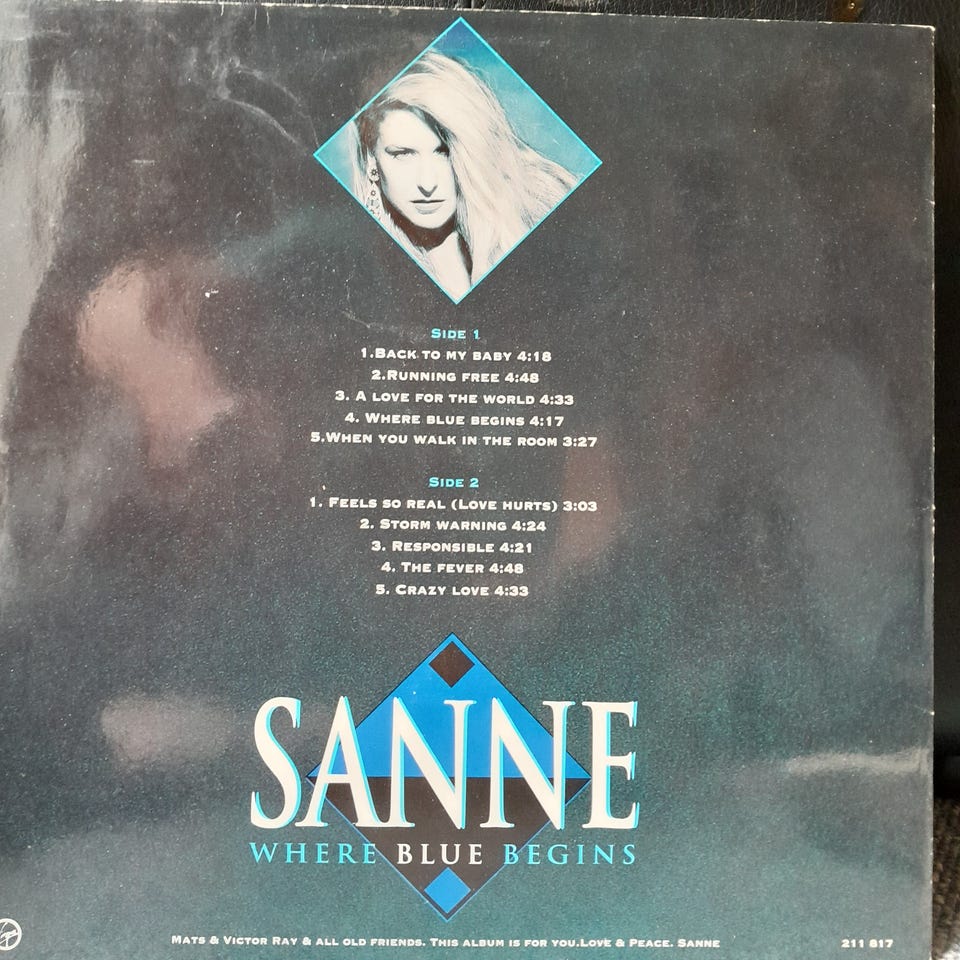 SIDE 1
1.BACK TO MY BABY 4:18
2.RUNNING FREE 4:48
3. A LOVE FOR THE WORLD 4:33
4. WHERE BLUE BEGINS 4:17
5.WHEN YOU WALK IN THE ROOM 3:27
SIDE 2
1. FEELS SO REAL (LOVE HURTS) 3:03
2. STORM WARNING 4:24
3. RESPONSIBLE 4:21
4. THE FEVER 4:48
5. CRAZY LOVE 4:33
SANNE
WHERE BLUE BEGINS
MATS & VICTOR RAY & ALL OLD FRIENDS. THIS ALBUM IS FOR YOU.LOVE & PEACE. SANNE
211 817